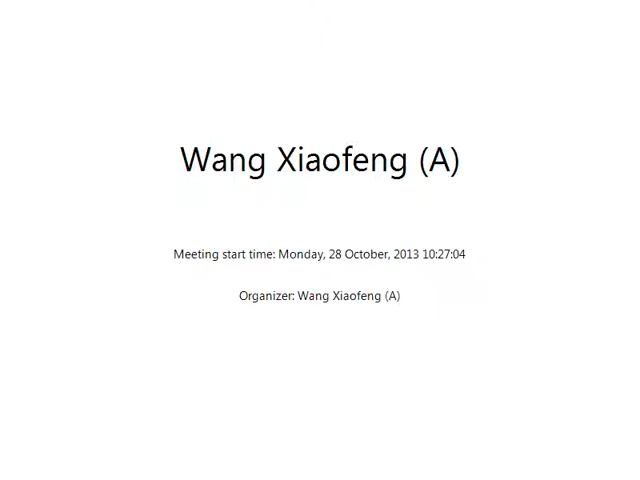 Wang Xiaofeng (A)
Meeting start time: Monday, 28 October, 2013 10:27:04
Organizer: Wang Xiaofeng (A)